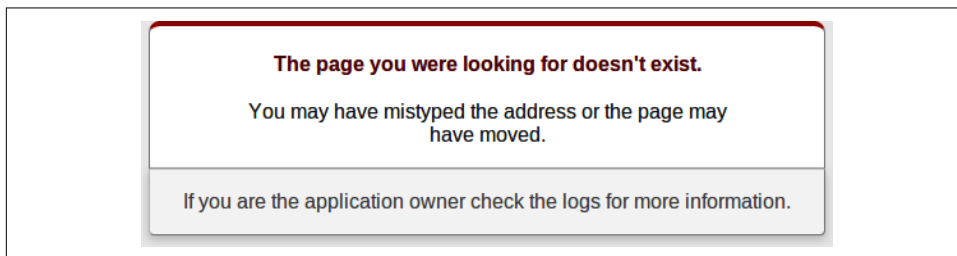 The page you were looking for doesn't exist.
You may have mistyped the address or the page may
have moved.
If you are the application owner check the logs for more information.